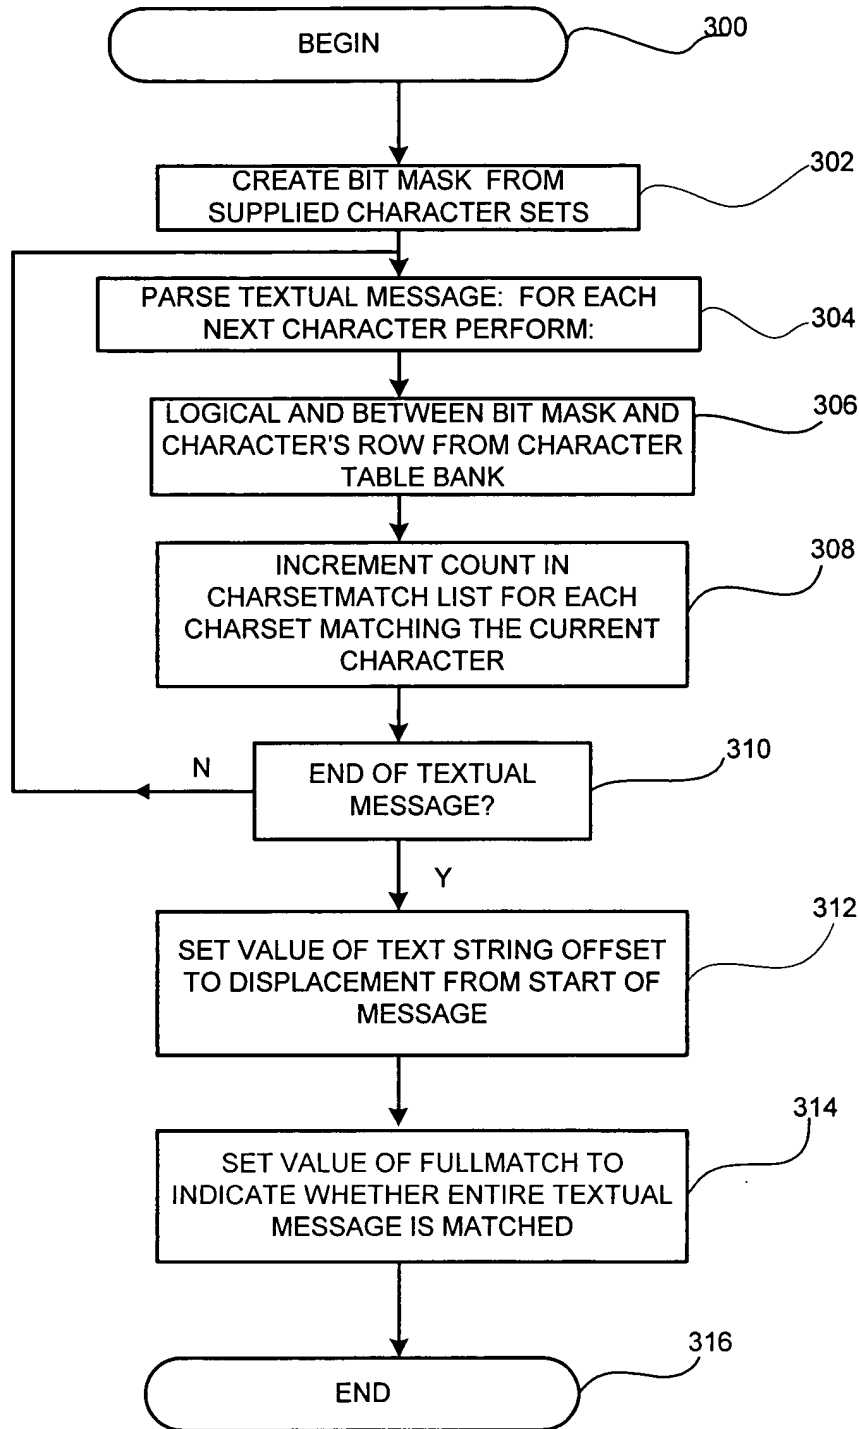 BEGIN
300
CREATE BIT MASK FROM
SUPPLIED CHARACTER SETS
302
PARSE TEXTUAL MESSAGE: FOR EACH
NEXT CHARACTER PERFORM:
304
LOGICAL AND BETWEEN BIT MASK AND
CHARACTER'S ROW FROM CHARACTER
TABLE BANK
306
INCREMENT COUNT IN
CHARSETMATCH LIST FOR EACH
CHARSET MATCHING THE CURRENT
CHARACTER
308
END OF TEXTUAL
MESSAGE?
310
N
Y
SET VALUE OF TEXT STRING OFFSET
TO DISPLACEMENT FROM START OF
MESSAGE
312
SET VALUE OF FULLMATCH TO
INDICATE WHETHER ENTIRE TEXTUAL
MESSAGE IS MATCHED
314
END
316